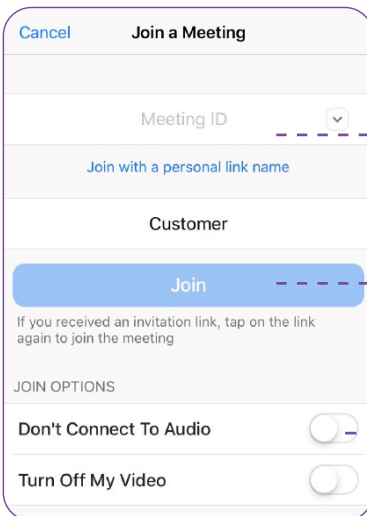 Cancel Join a Meeting
Meeting ID
Join with a personal link name
Customer
Join
If you received an invitation link, tap on the link
again to join the meeting
JOIN OPTIONS
Don't Connect To Audio
Turn Off My Video